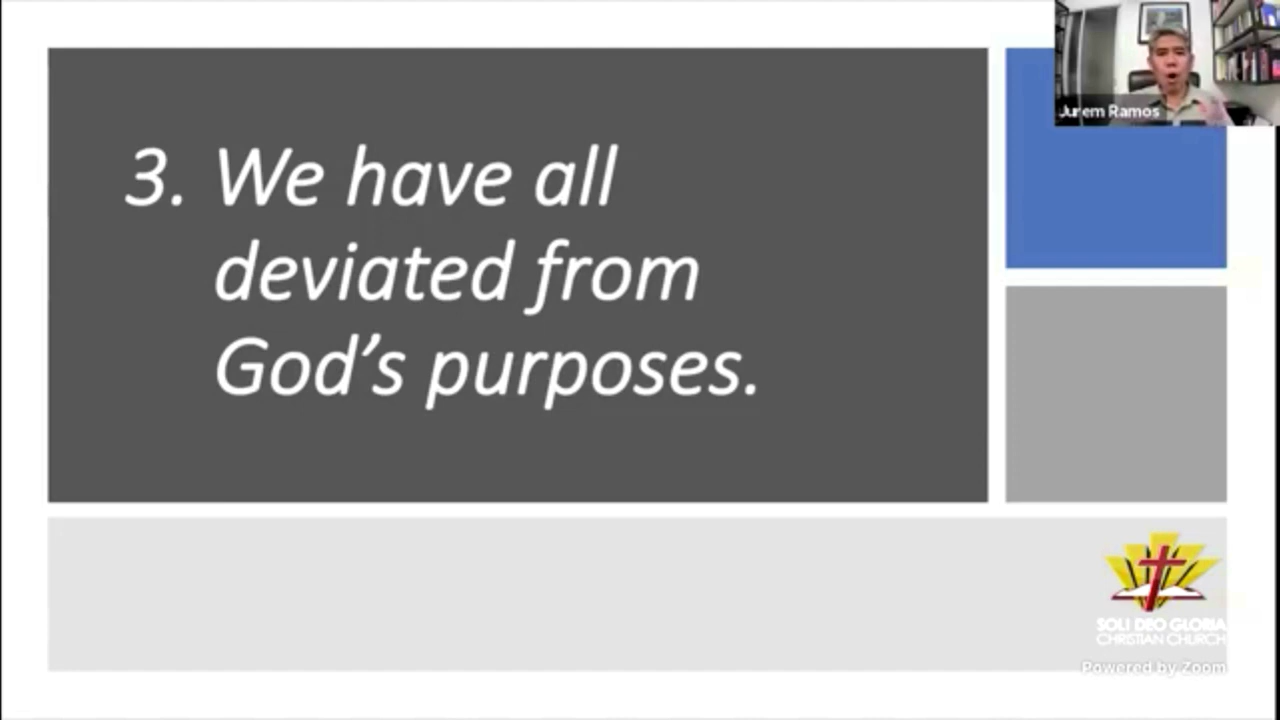 Jurem Ramos
3. We have all
deviated from
God’s purposes.
SOLI DEO GLORIA
CHRISTIAN CHURCH
Powered by Zoom